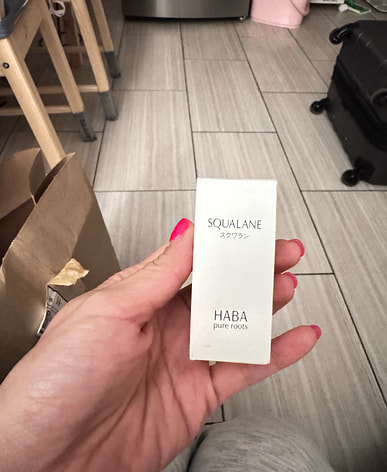 SQUALANE
スクワラン
HABA
pure roots